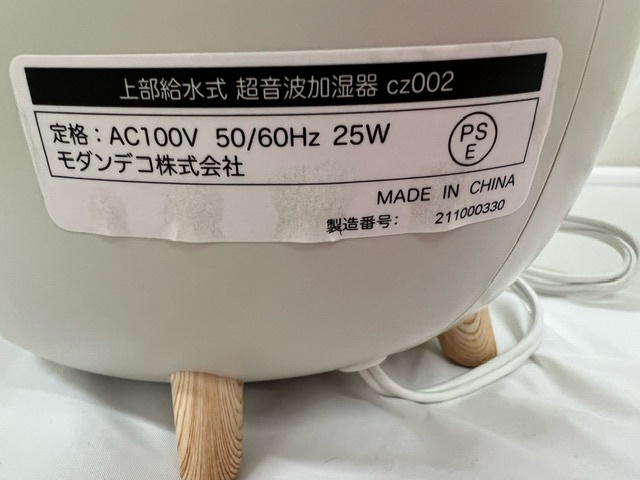 上部給水式 超音波加湿器 cz002
定格：AC100V 50/60Hz 25W
PSE
モダンデコ株式会社
MADE IN CHINA
製造番号： 211000330